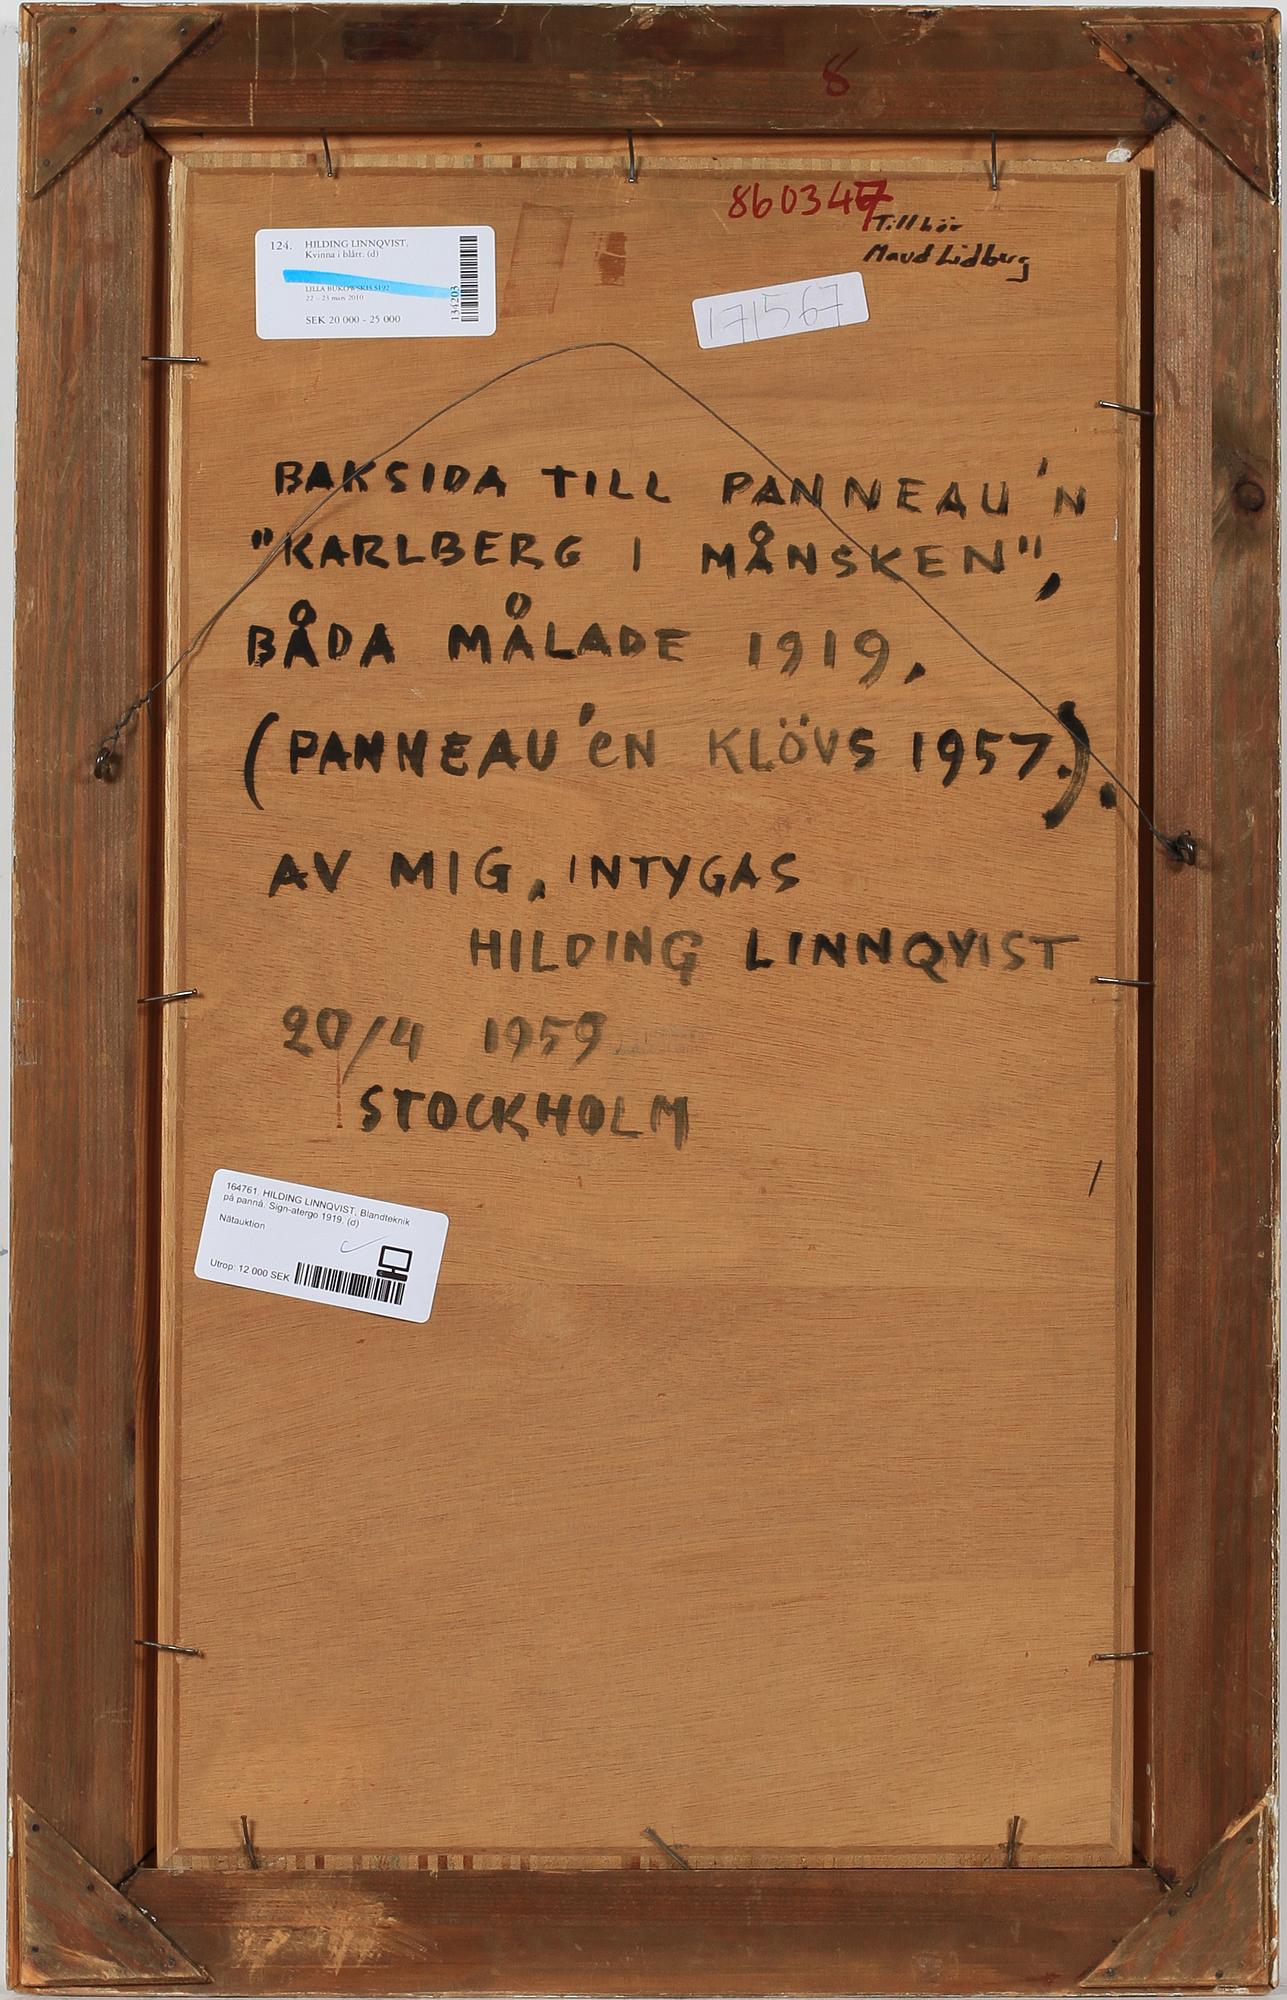 8
860347
Tillhör
Maud Lidberg
124. HILDING LINNQVIST,
Kvinna i blått. (d)
LILLA BUKOWSKIS S192
22 – 23 mars 2010
SEK 20 000 - 25 000
134203
171567
BAKSIDA TILL PANNEAU'N
"KARLBERG I MÅNSKEN",
BÅDA MÅLADE 1919,
(PANNEAU'EN KLÖVS 1957.).
AV MIG, INTYGAS
HILDING LINNQVIST
20/4 1959
STOCKHOLM
164761. HILDING LINNQVIST, Blandteknik
på pannå. Sign-atergo 1919. (d)
Nätauktion
Utrop: 12 000 SEK